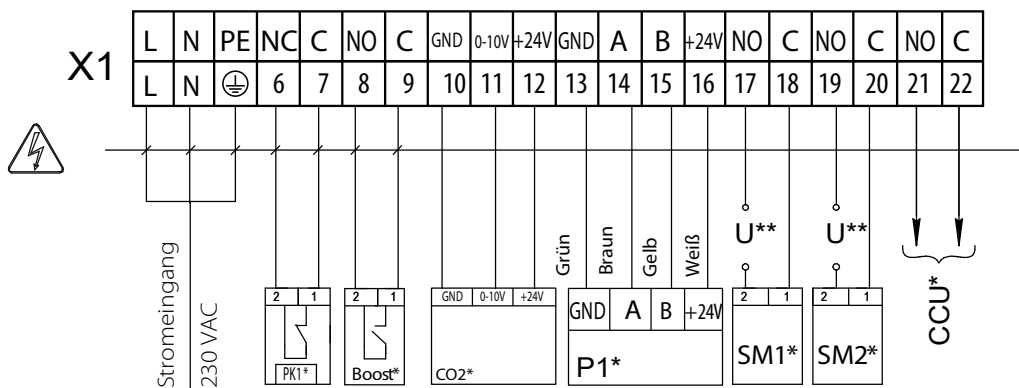 X1
L N PE NC C NO C GND 0-10V +24V GND A B +24V NO C NO C NO C
L N 6 7 8 9 10 11 12 13 14 15 16 17 18 19 20 21 22
Stromeingang
230 VAC
Grün
Braun
Gelb
Weiß
U**
U**
CCU*
2 1
PK1*
2 1
Boost*
GND 0-10V +24V
CO2*
GND A B +24V
P1*
2 1
SM1*
2 1
SM2*